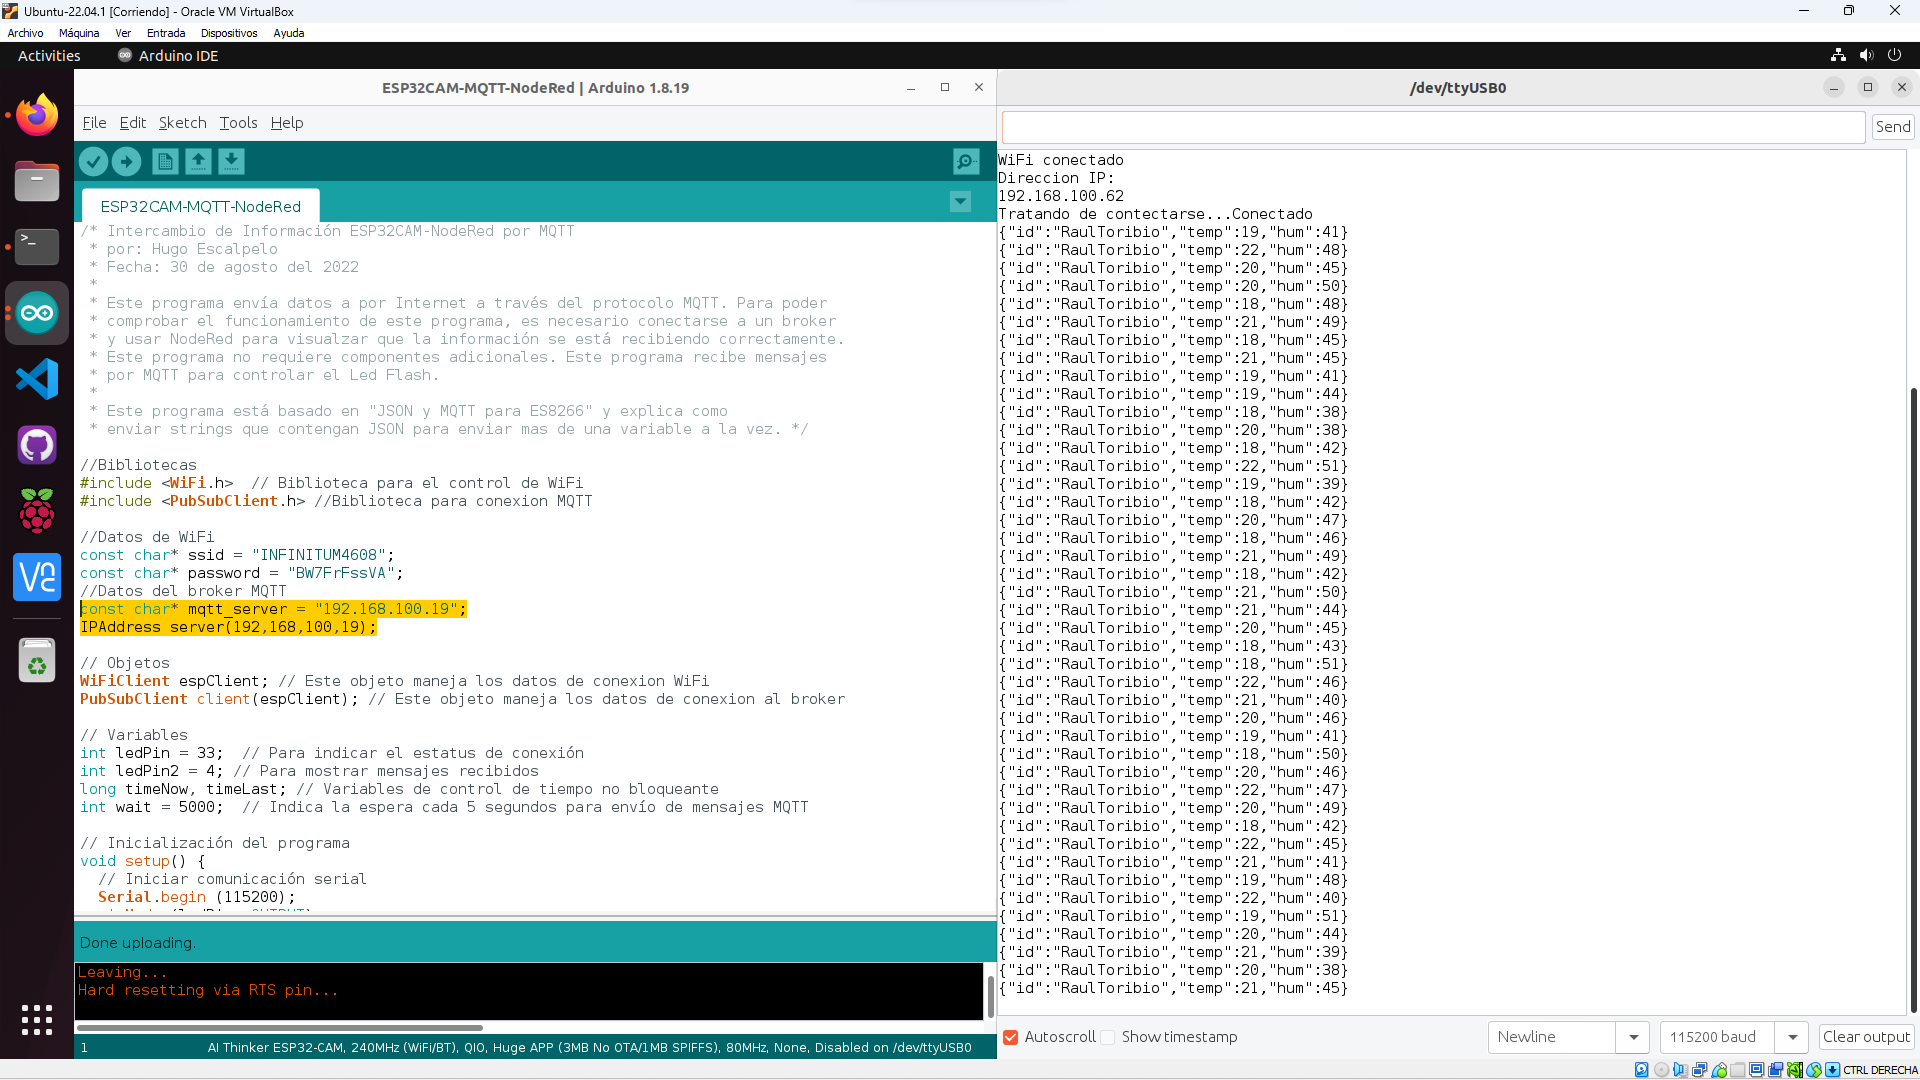 Ubuntu-22.04.1 [Corriendo] - Oracle VM VirtualBox
Archivo Máquina Ver Entrada Dispositivos Ayuda
Activities Arduino IDE
ESP32CAM-MQTT-NodeRed | Arduino 1.8.19
File Edit Sketch Tools Help
ESP32CAM-MQTT-NodeRed
/* Intercambio de Información ESP32CAM-NodeRed por MQTT
 * por: Hugo Escalpelo
 * Fecha: 30 de agosto del 2022
 *
 * Este programa envía datos a por Internet a través del protocolo MQTT. Para poder
 * comprobar el funcionamiento de este programa, es necesario conectarse a un broker
 * y usar NodeRed para visualzar que la información se está recibiendo correctamente.
 * Este programa no requiere componentes adicionales. Este programa recibe mensajes
 * por MQTT para controlar el Led Flash.
 *
 * Este programa está basado en "JSON y MQTT para ES8266" y explica como
 * enviar strings que contengan JSON para enviar mas de una variable a la vez. */
//Bibliotecas
#include <WiFi.h>  // Biblioteca para el control de WiFi
#include <PubSubClient.h> //Biblioteca para conexion MQTT
//Datos de WiFi
const char* ssid = "INFINITUM4608";
const char* password = "BW7FrFssVA";
//Datos del broker MQTT
const char* mqtt_server = "192.168.100.19";
IPAddress server(192,168,100,19);
// Objetos
WiFiClient espClient; // Este objeto maneja los datos de conexion WiFi
PubSubClient client(espClient); // Este objeto maneja los datos de conexion al broker
// Variables
int ledPin = 33;  // Para indicar el estatus de conexión
int ledPin2 = 4; // Para mostrar mensajes recibidos
long timeNow, timeLast; // Variables de control de tiempo no bloqueante
int wait = 5000;  // Indica la espera cada 5 segundos para envío de mensajes MQTT
// Inicialización del programa
void setup() {
  // Iniciar comunicación serial
  Serial.begin (115200);
Done uploading.
Leaving...
Hard resetting via RTS pin...
1 AI Thinker ESP32-CAM, 240MHz (WiFi/BT), QIO, Huge APP (3MB No OTA/1MB SPIFFS), 80MHz, None, Disabled on /dev/ttyUSB0
/dev/ttyUSB0
Send
WiFi conectado
Direccion IP:
192.168.100.62
Tratando de contectarse...Conectado
{"id":"RaulToribio","temp":19,"hum":41}
{"id":"RaulToribio","temp":22,"hum":48}
{"id":"RaulToribio","temp":20,"hum":45}
{"id":"RaulToribio","temp":20,"hum":50}
{"id":"RaulToribio","temp":18,"hum":48}
{"id":"RaulToribio","temp":21,"hum":49}
{"id":"RaulToribio","temp":18,"hum":45}
{"id":"RaulToribio","temp":21,"hum":45}
{"id":"RaulToribio","temp":19,"hum":41}
{"id":"RaulToribio","temp":19,"hum":44}
{"id":"RaulToribio","temp":18,"hum":38}
{"id":"RaulToribio","temp":20,"hum":38}
{"id":"RaulToribio","temp":18,"hum":42}
{"id":"RaulToribio","temp":22,"hum":51}
{"id":"RaulToribio","temp":19,"hum":39}
{"id":"RaulToribio","temp":18,"hum":42}
{"id":"RaulToribio","temp":20,"hum":47}
{"id":"RaulToribio","temp":18,"hum":46}
{"id":"RaulToribio","temp":21,"hum":49}
{"id":"RaulToribio","temp":18,"hum":42}
{"id":"RaulToribio","temp":21,"hum":50}
{"id":"RaulToribio","temp":21,"hum":44}
{"id":"RaulToribio","temp":20,"hum":45}
{"id":"RaulToribio","temp":18,"hum":43}
{"id":"RaulToribio","temp":18,"hum":51}
{"id":"RaulToribio","temp":22,"hum":46}
{"id":"RaulToribio","temp":21,"hum":40}
{"id":"RaulToribio","temp":20,"hum":46}
{"id":"RaulToribio","temp":19,"hum":41}
{"id":"RaulToribio","temp":18,"hum":50}
{"id":"RaulToribio","temp":20,"hum":46}
{"id":"RaulToribio","temp":22,"hum":47}
{"id":"RaulToribio","temp":20,"hum":49}
{"id":"RaulToribio","temp":18,"hum":42}
{"id":"RaulToribio","temp":22,"hum":45}
{"id":"RaulToribio","temp":21,"hum":41}
{"id":"RaulToribio","temp":19,"hum":48}
{"id":"RaulToribio","temp":22,"hum":40}
{"id":"RaulToribio","temp":19,"hum":51}
{"id":"RaulToribio","temp":20,"hum":44}
{"id":"RaulToribio","temp":21,"hum":39}
{"id":"RaulToribio","temp":20,"hum":38}
{"id":"RaulToribio","temp":21,"hum":45}
Autoscroll Show timestamp Newline 115200 baud Clear output
CTRL DERECHA